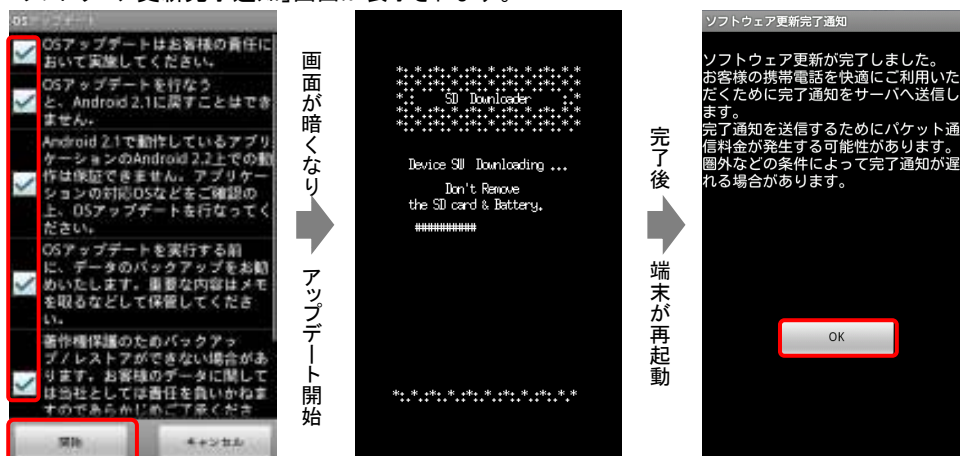 OSアップデート
OSアップデートはお客様の責任に
おいて実施してください。
OSアップデートを行なう
と、Android 2.1に戻すことはでき
ません。
Android 2.1で動作しているアプリ
ケーションのAndroid 2.2上での動
作は保証できません。アプリケー
ションの対応OSなどをご確認の
上、OSアップデートを行なってく
ださい。
OSアップデートを実行する前
に、データのバックアップをお勧
めいたします。重要な内容はメモ
を取るなどして保管してくださ
い。
著作権保護のためバックアッ
プ/レストアができない場合があ
ります。お客様のデータに関して
は当社としては責任を負いかねま
すのであらかじめご了承くださ
開始
キャンセル
画面が暗くなり
アップデート開始
SD Downloader
Device SW Downloading ...
Don't Remove
the SD card & Battery.
###########
完了後
端末が再起動
ソフトウェア更新完了通知
ソフトウェア更新が完了しました。
お客様の携帯電話を快適にご利用いた
だくために完了通知をサーバへ送信し
ます。
完了通知を送信するためにパケット通
信料金が発生する可能性があります。
圏外などの条件によって完了通知が遅
れる場合があります。
OK